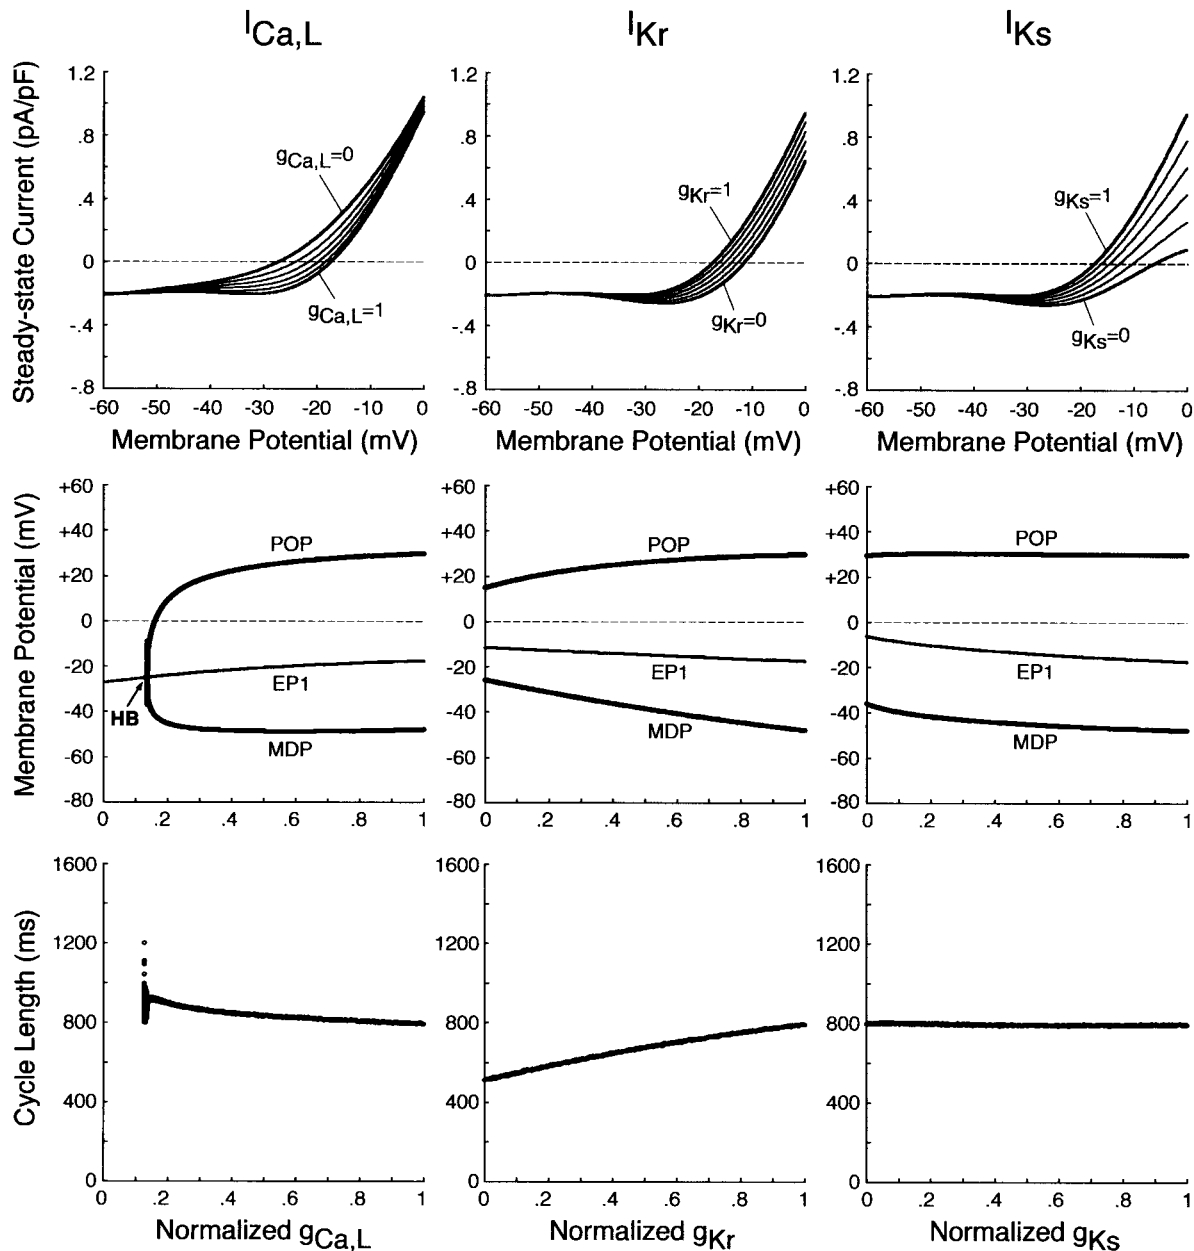 I Ca,L
I Kr
I Ks
Steady-state Current (pA/pF)
1.2
.8
.4
0
-.4
-.8
gCa,L=0
gCa,L=1
-60 -50 -40 -30 -20 -10 0
Membrane Potential (mV)
1.2
.8
.4
0
-.4
-.8
gKr=1
gKr=0
-60 -50 -40 -30 -20 -10 0
Membrane Potential (mV)
1.2
.8
.4
0
-.4
-.8
gKs=1
gKs=0
-60 -50 -40 -30 -20 -10 0
Membrane Potential (mV)
Membrane Potential (mV)
+60
+40
+20
0
-20
-40
-60
-80
POP
EP1
HB
MDP
0 .2 .4 .6 .8 1
+60
+40
+20
0
-20
-40
-60
-80
POP
EP1
MDP
0 .2 .4 .6 .8 1
+60
+40
+20
0
-20
-40
-60
-80
POP
EP1
MDP
0 .2 .4 .6 .8 1
Cycle Length (ms)
1600
1200
800
400
0
0 .2 .4 .6 .8 1
Normalized gCa,L
1600
1200
800
400
0
0 .2 .4 .6 .8 1
Normalized gKr
1600
1200
800
400
0
0 .2 .4 .6 .8 1
Normalized gKs